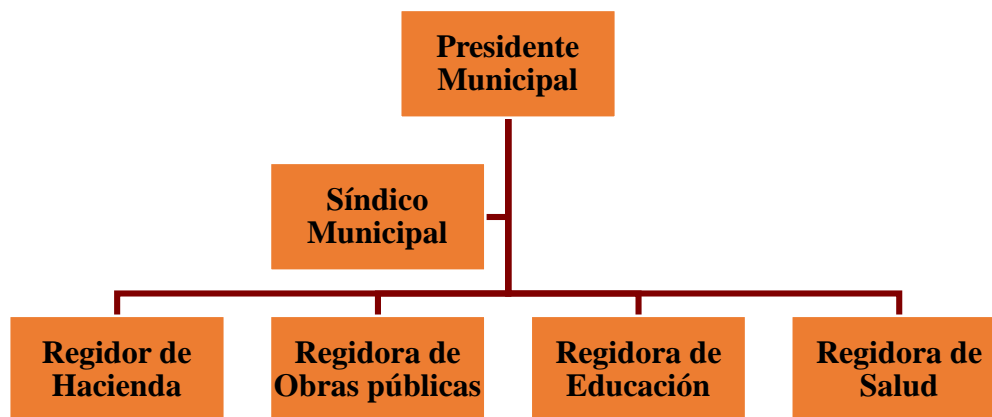 Presidente
Municipal
Síndico
Municipal
Regidor de
Hacienda
Regidora de
Obras públicas
Regidora de
Educación
Regidora de
Salud